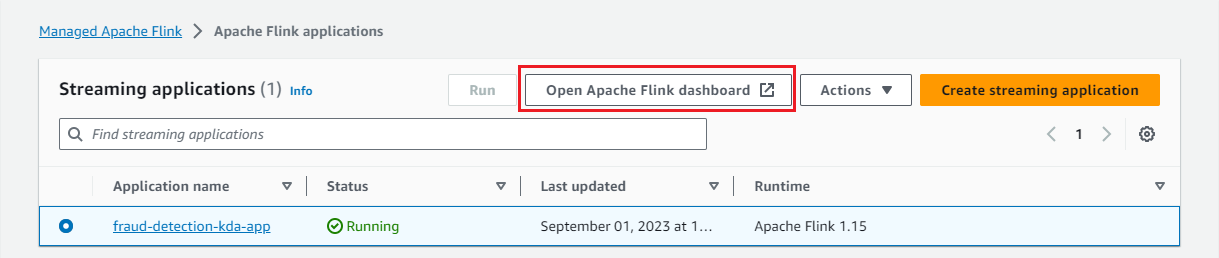 Managed Apache Flink > Apache Flink applications
Streaming applications (1) Info Run Open Apache Flink dashboard Actions Create streaming application
Find streaming applications 1
Application name Status Last updated Runtime
fraud-detection-kda-app Running September 01, 2023 at 1... Apache Flink 1.15